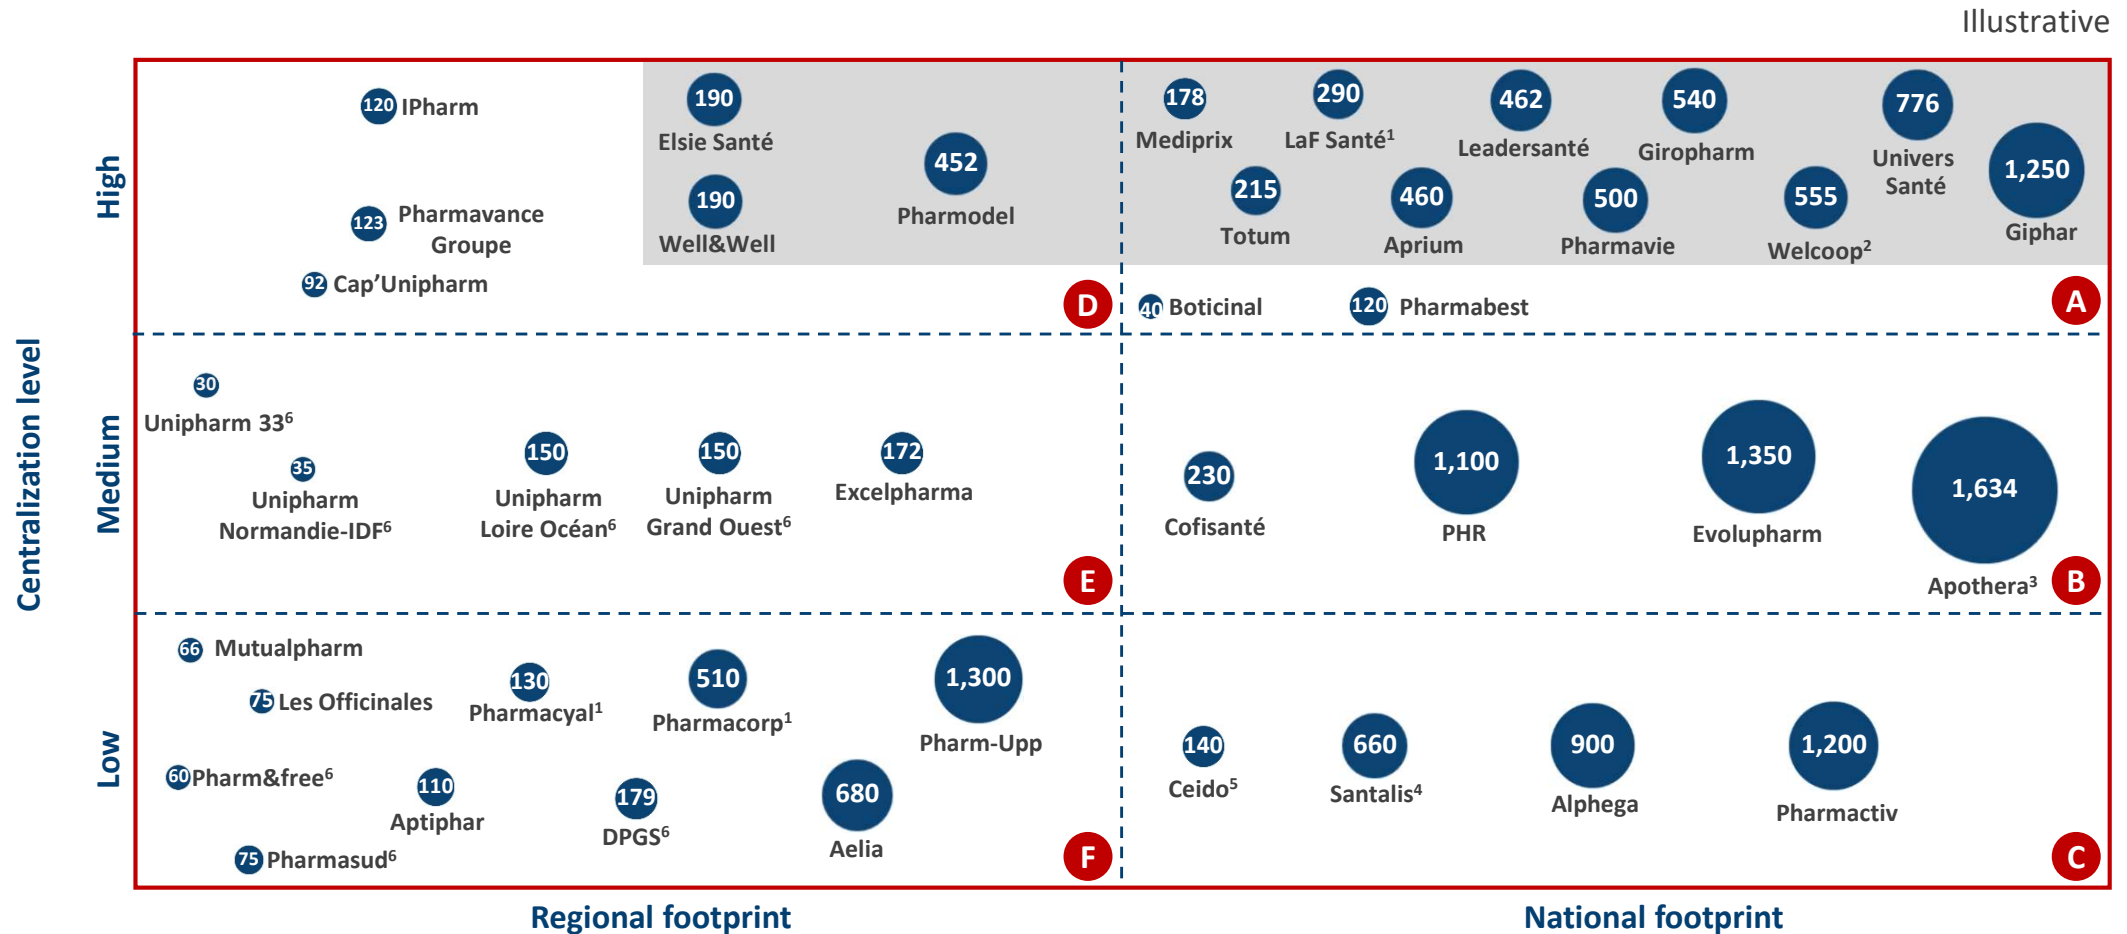 Illustrative
Centralization level
High
120 IPharm
190
Elsie Santé
452
Pharmodel
123
Pharmavance
Groupe
190
Well&Well
92 Cap’Unipharm
D
178
Mediprix
290
LaF Santé1
462
Leadersanté
540
Giropharm
776
Univers
Santé
1,250
Giphar
215
Totum
460
Aprium
500
Pharmavie
555
Welcoop2
40 Boticinal
120 Pharmabest
A
Medium
30
Unipharm 336
35
Unipharm
Normandie-IDF6
150
Unipharm
Loire Océan6
150
Unipharm
Grand Ouest6
172
Excelpharma
E
230
Cofisanté
1,100
PHR
1,350
Evolupharm
1,634
Apothera3
B
Low
66 Mutualpharm
75 Les Officinales
130
Pharmacyal1
510
Pharmacorp1
1,300
Pharm-Upp
60 Pharm&free6
110
Aptiphar
179
DPGS6
680
Aelia
75 Pharmasud6
F
140
Ceido5
660
Santalis4
900
Alphega
1,200
Pharmactiv
C
Regional footprint
National footprint